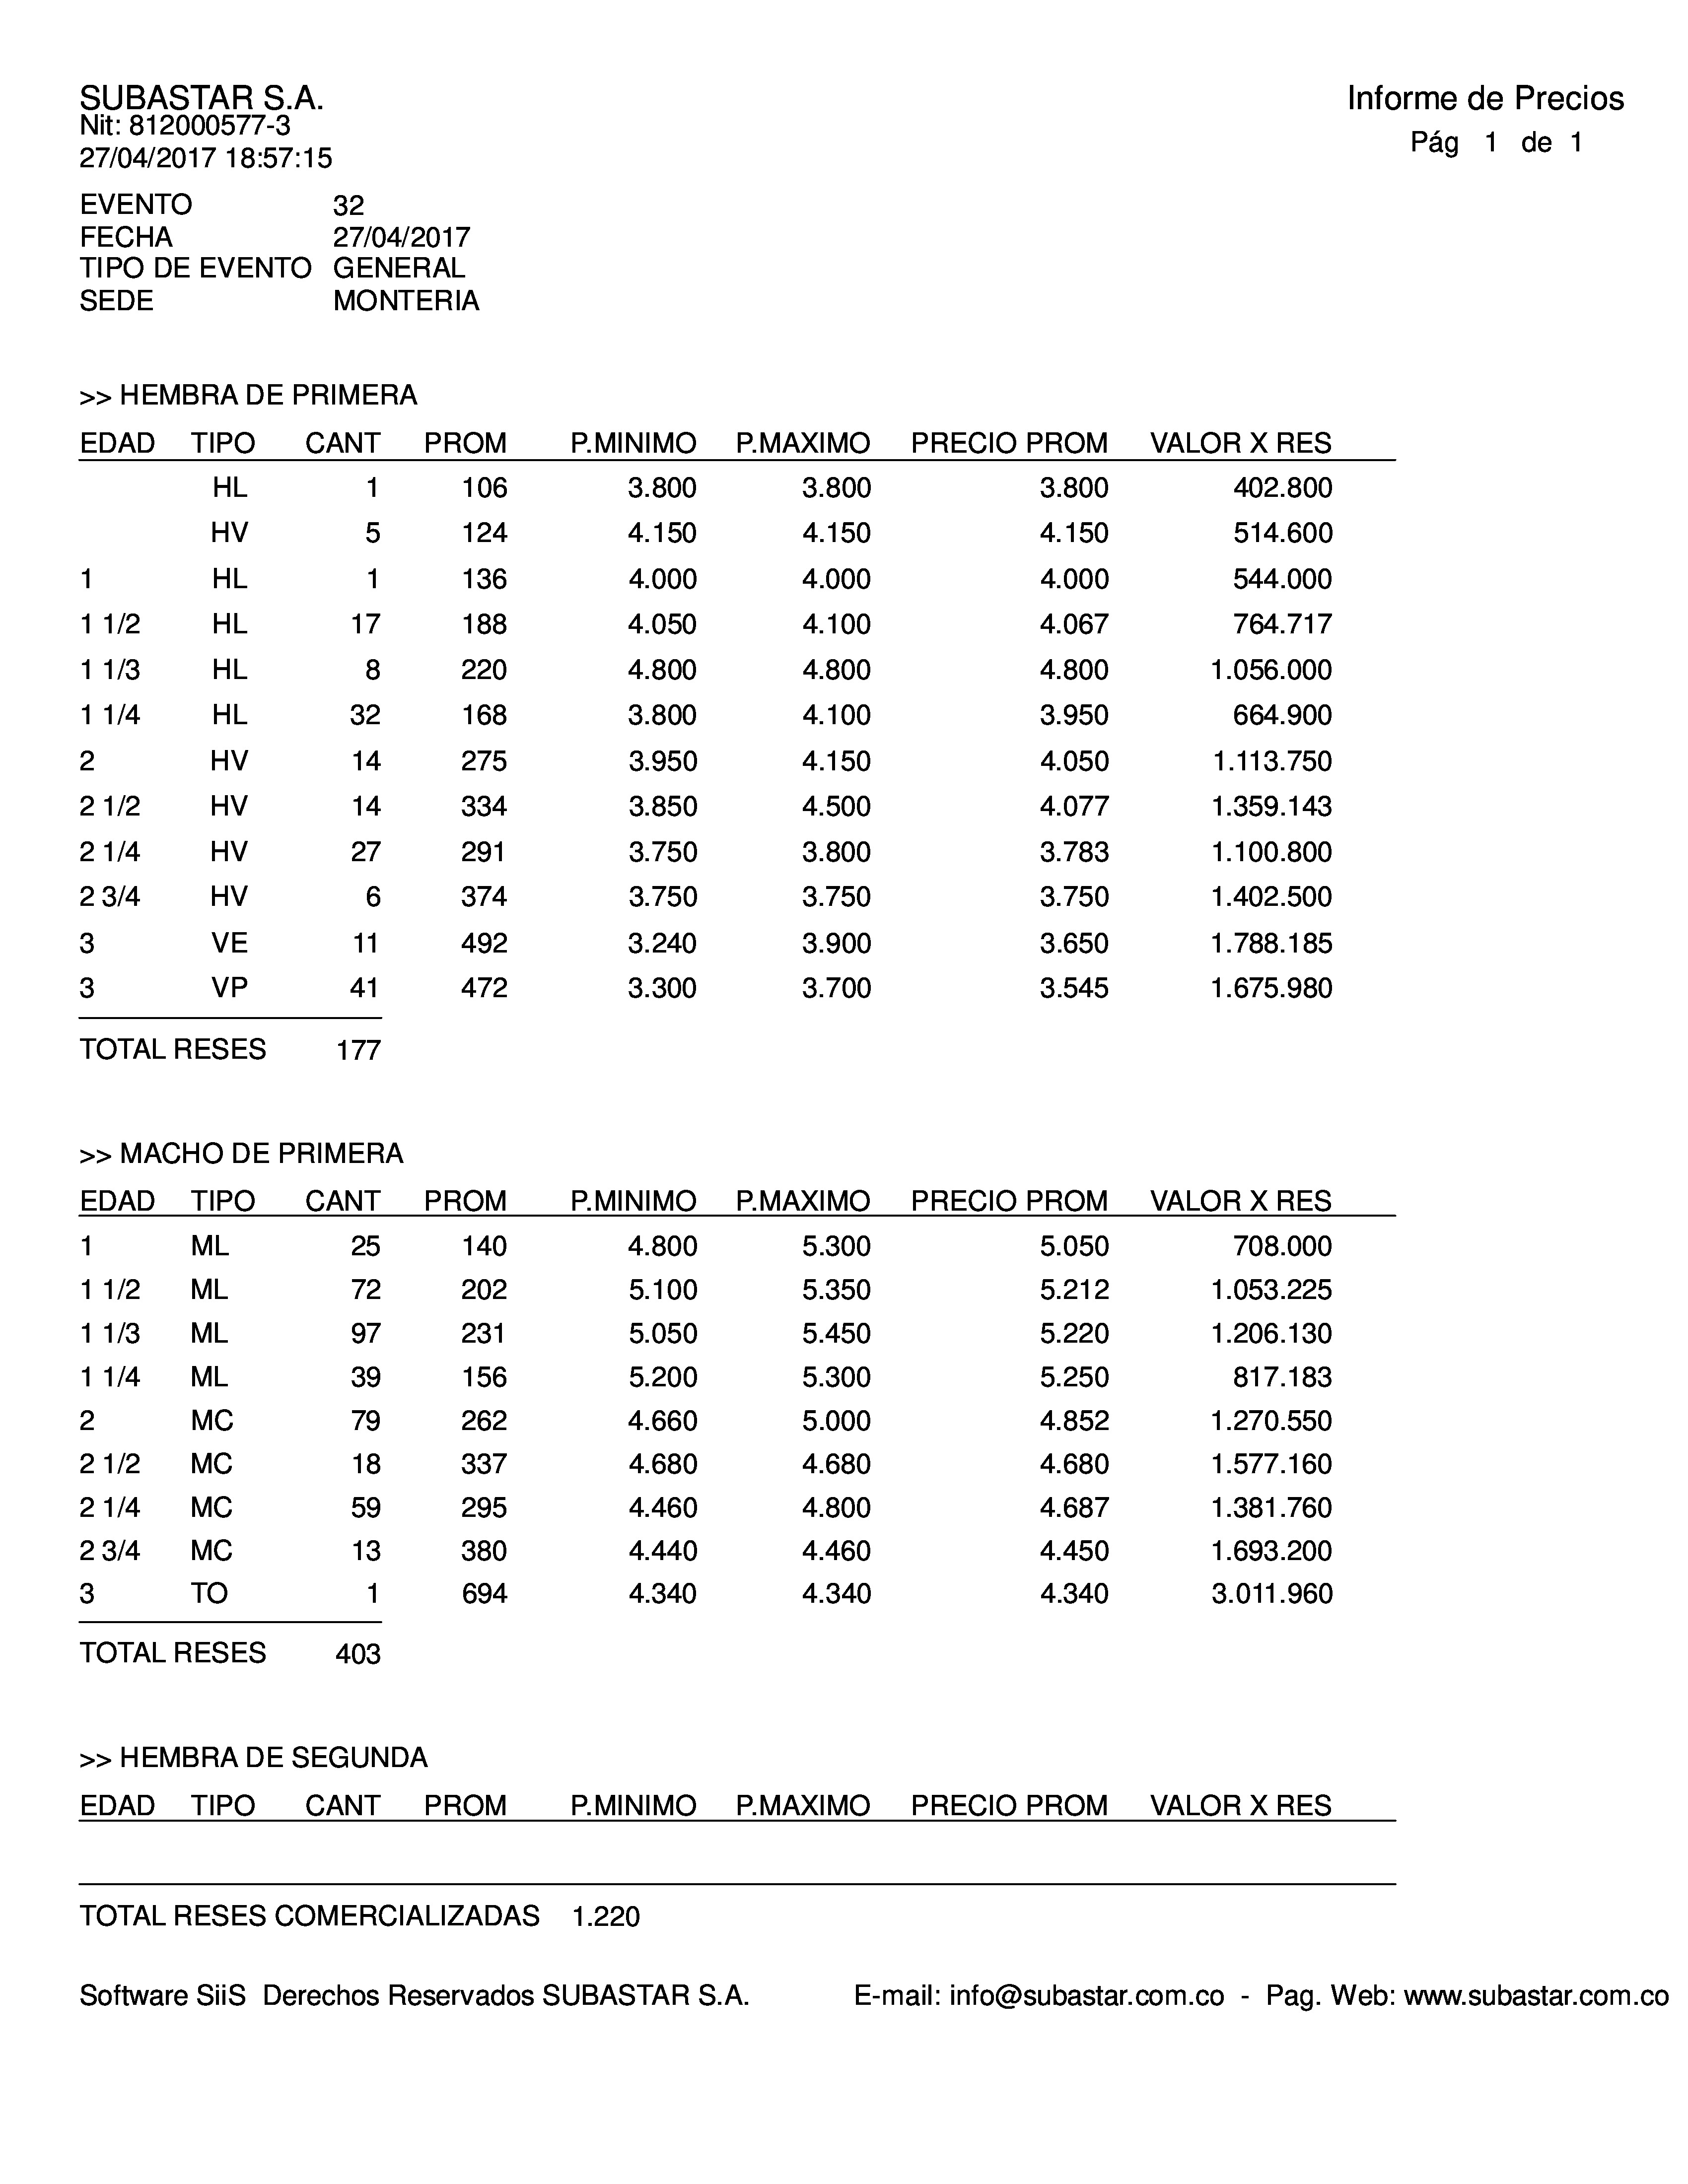 SUBASTAR S.A.
Nit: 812000577-3
27/04/2017 18:57:15
Informe de Precios
Pág 1 de 1
EVENTO 32
FECHA 27/04/2017
TIPO DE EVENTO GENERAL
SEDE MONTERIA
>> HEMBRA DE PRIMERA
EDAD TIPO CANT PROM P.MINIMO P.MAXIMO PRECIO PROM VALOR X RES
HL 1 106 3.800 3.800 3.800 402.800
HV 5 124 4.150 4.150 4.150 514.600
1 HL 1 136 4.000 4.000 4.000 544.000
1 1/2 HL 17 188 4.050 4.100 4.067 764.717
1 1/3 HL 8 220 4.800 4.800 4.800 1.056.000
1 1/4 HL 32 168 3.800 4.100 3.950 664.900
2 HV 14 275 3.950 4.150 4.050 1.113.750
2 1/2 HV 14 334 3.850 4.500 4.077 1.359.143
2 1/4 HV 27 291 3.750 3.800 3.783 1.100.800
2 3/4 HV 6 374 3.750 3.750 3.750 1.402.500
3 VE 11 492 3.240 3.900 3.650 1.788.185
3 VP 41 472 3.300 3.700 3.545 1.675.980
TOTAL RESES 177
>> MACHO DE PRIMERA
EDAD TIPO CANT PROM P.MINIMO P.MAXIMO PRECIO PROM VALOR X RES
1 ML 25 140 4.800 5.300 5.050 708.000
1 1/2 ML 72 202 5.100 5.350 5.212 1.053.225
1 1/3 ML 97 231 5.050 5.450 5.220 1.206.130
1 1/4 ML 39 156 5.200 5.300 5.250 817.183
2 MC 79 262 4.660 5.000 4.852 1.270.550
2 1/2 MC 18 337 4.680 4.680 4.680 1.577.160
2 1/4 MC 59 295 4.460 4.800 4.687 1.381.760
2 3/4 MC 13 380 4.440 4.460 4.450 1.693.200
3 TO 1 694 4.340 4.340 4.340 3.011.960
TOTAL RESES 403
>> HEMBRA DE SEGUNDA
EDAD TIPO CANT PROM P.MINIMO P.MAXIMO PRECIO PROM VALOR X RES
TOTAL RESES COMERCIALIZADAS 1.220
Software SiiS Derechos Reservados SUBASTAR S.A. E-mail: info@subastar.com.co - Pag. Web: www.subastar.com.co